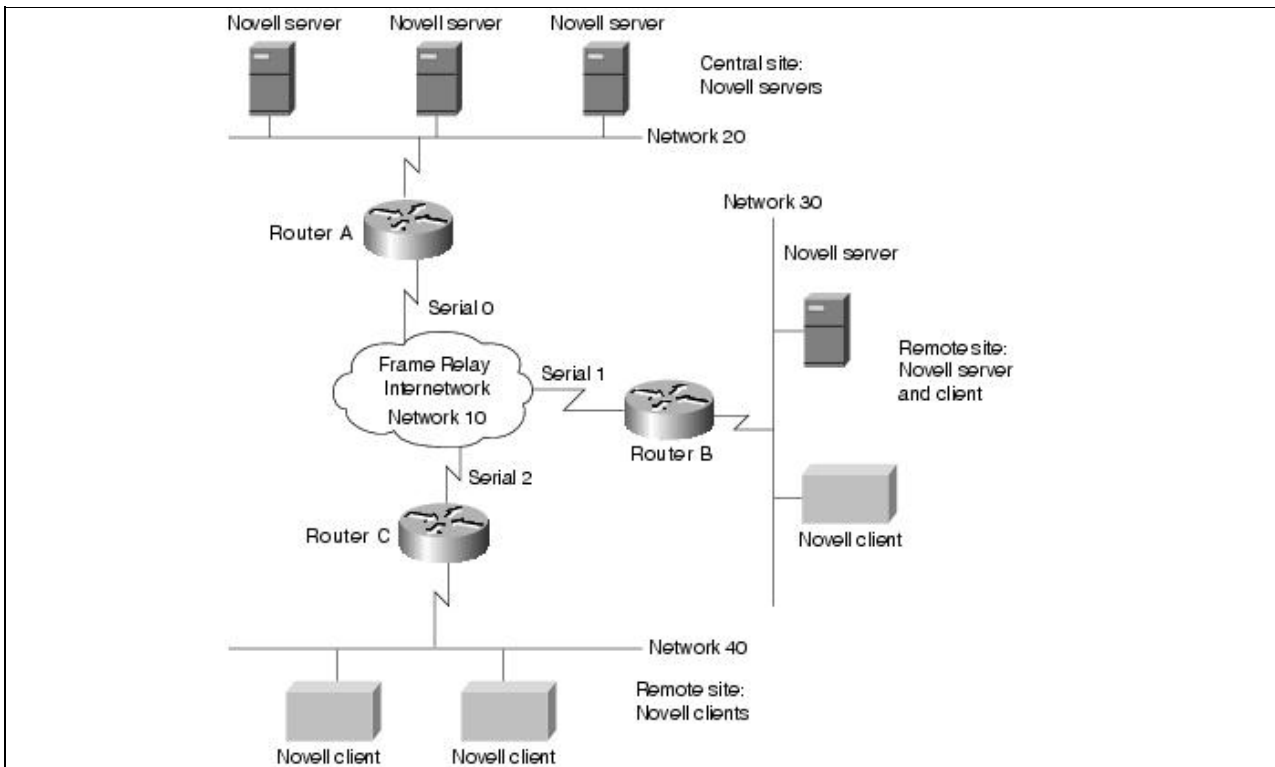 Novell server
Novell server
Novell server
Central site:
Novell servers
Network 20
Router A
Serial 0
Frame Relay
Internetwork
Network 10
Serial 1
Router B
Network 30
Novell server
Remote site:
Novell server
and client
Novell client
Serial 2
Router C
Network 40
Remote site:
Novell clients
Novell client
Novell client